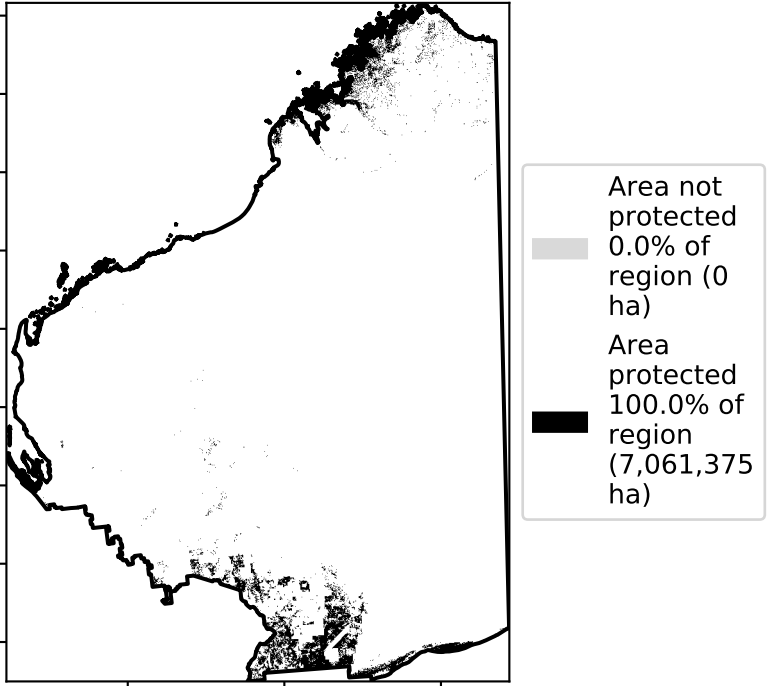 Area not
protected
0.0% of
region (0
ha)
Area
protected
100.0% of
region
(7,061,375
ha)